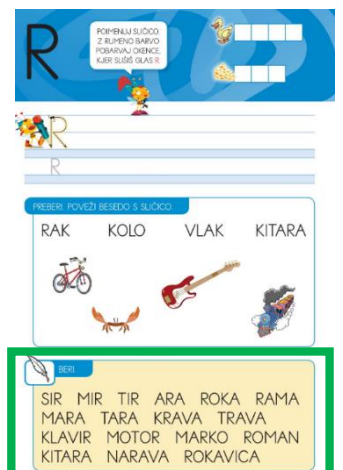 R
POIMENUJ SLIČICO.
Z RUMENO BARVO
POBARVAJ OKENCE,
KJER SLIŠIŠ GLAS R.
R
R
PREBERI. POVEŽI BESEDO S SLIČICO.
RAK KOLO VLAK KITARA
BERI.
SIR MIR TIR ARA ROKA RAMA
MARA TARA KRAVA TRAVA
KLAVIR MOTOR MARKO ROMAN
KITARA NARAVA ROKAVICA